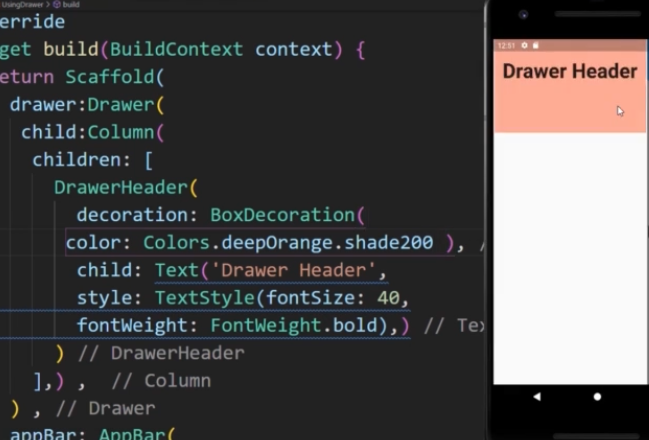 UsingDrawer > build
erride
get build(BuildContext context) {
eturn Scaffold(
drawer:Drawer(
child:Column(
children: [
DrawerHeader(
decoration: BoxDecoration(
color: Colors.deepOrange.shade200 ), /
child: Text('Drawer Header',
style: TextStyle(fontSize: 40,
fontWeight: FontWeight.bold),) // Tex
) // DrawerHeader
],) , // Column
) , // Drawer
appBar: AppBar(
12:51
Drawer Header